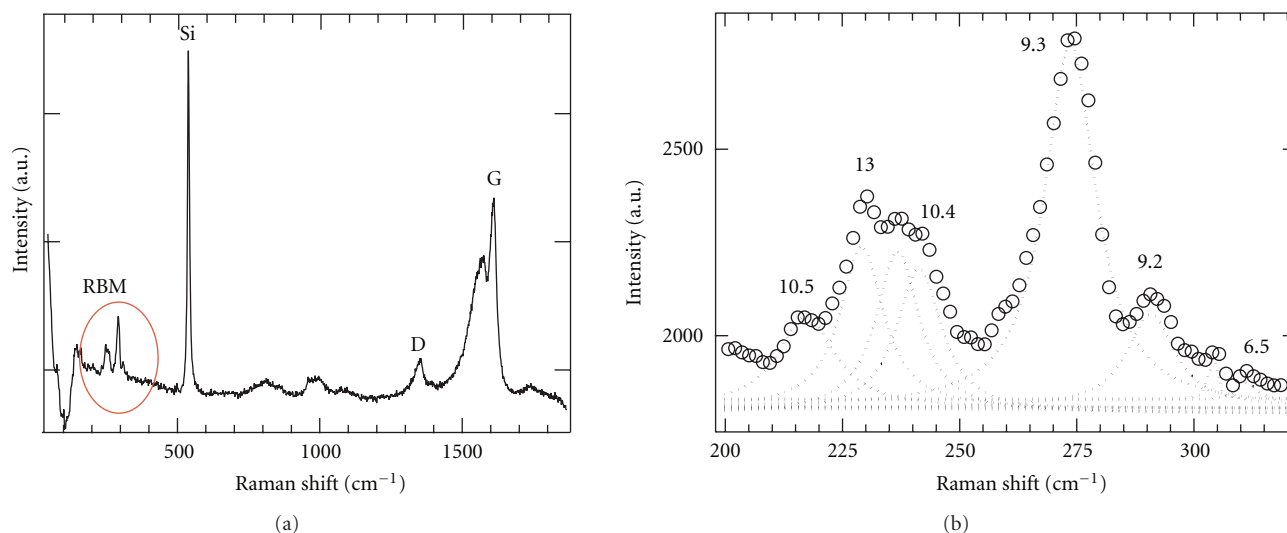 Si
G
RBM
D
Intensity (a.u.)
500
1000
1500
Raman shift (cm−1)
(a)
9.3
13
10.4
10.5
9.2
6.5
2500
2000
Intensity (a.u.)
200
225
250
275
300
Raman shift (cm−1)
(b)